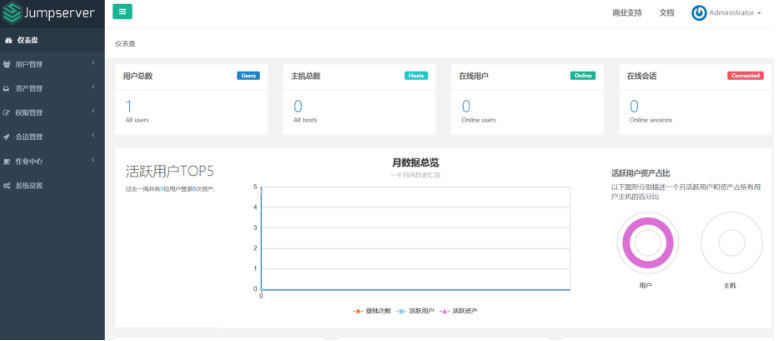 Jumpserver
商业支持 文档 Administrator
仪表盘
用户管理
资产管理
权限管理
会话管理
作业中心
系统设置
仪表盘
用户总数 Users
1
All users
主机总数 Hosts
0
All hosts
在线用户 Online
0
Online users
在线会话 Connected
0
Online sessions
活跃用户TOP5
过去一周共有0位用户登录0次资产.
月数据总览
一个月内历史汇总
5
4
3
2
1
0
0
登陆次数 活跃用户 活跃资产
活跃用户资产占比
以下图形分别描述一个月活跃用户和资产占所有用
户主机的百分比
用户 主机